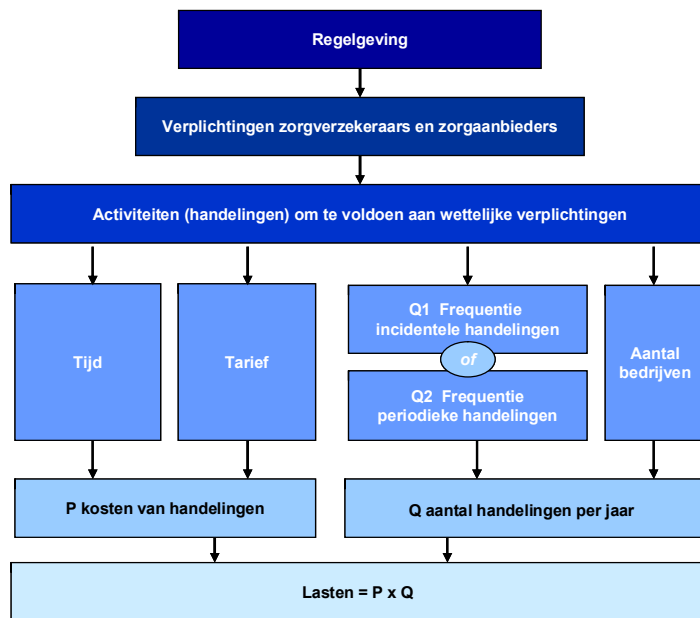 Regelgeving
Verplichtingen zorgverzekeraars en zorgaanbieders
Activiteiten (handelingen) om te voldoen aan wettelijke verplichtingen
Tijd
Tarief
Q1 Frequentie
incidentele handelingen
of
Q2 Frequentie
periodieke handelingen
Aantal
bedrijven
P kosten van handelingen
Q aantal handelingen per jaar
Lasten = P x Q